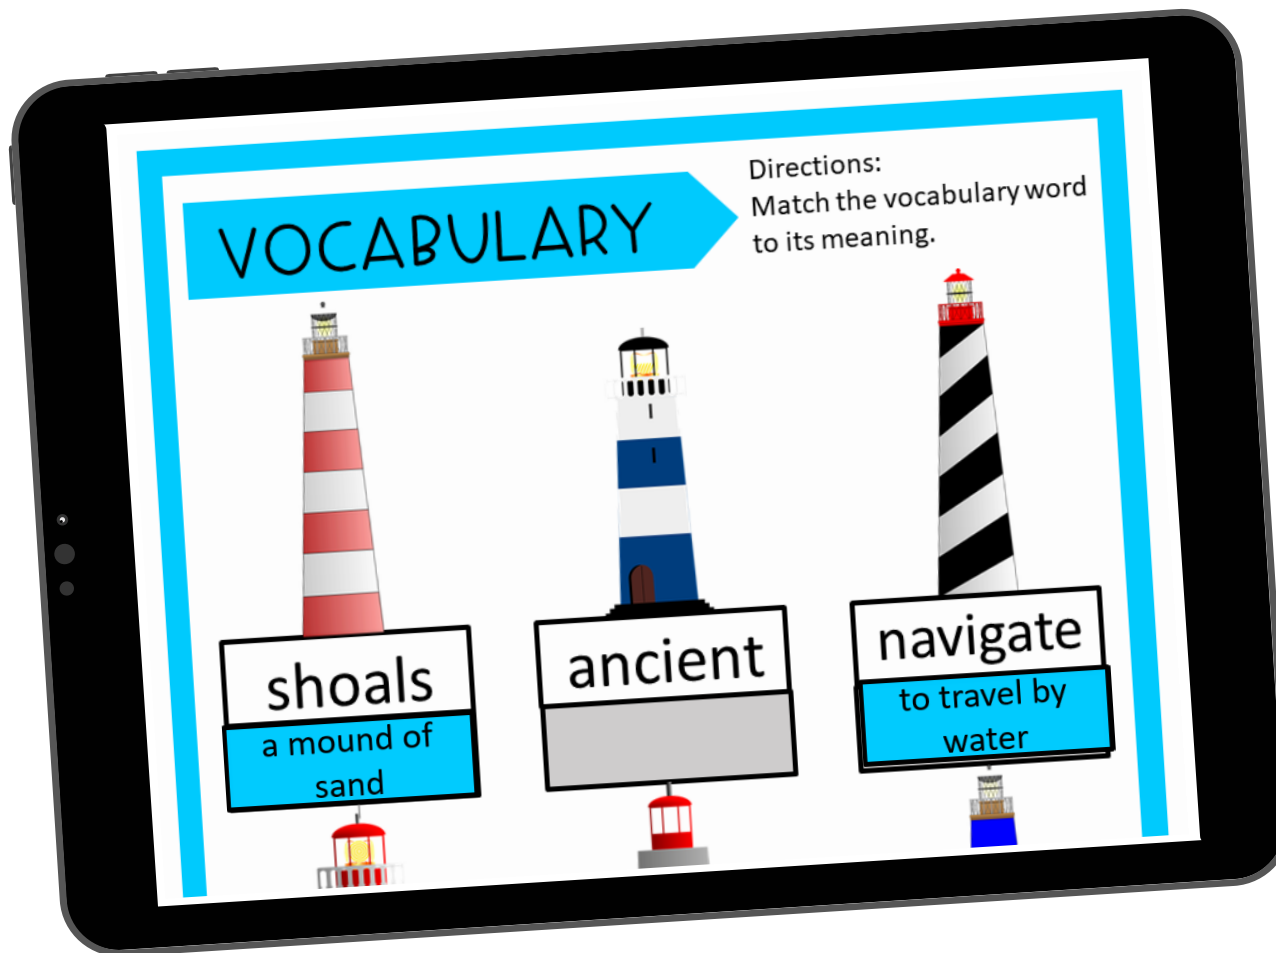 VOCABULARY
Directions:
Match the vocabulary word
to its meaning.
shoals
a mound of
sand
ancient
navigate
to travel by
water